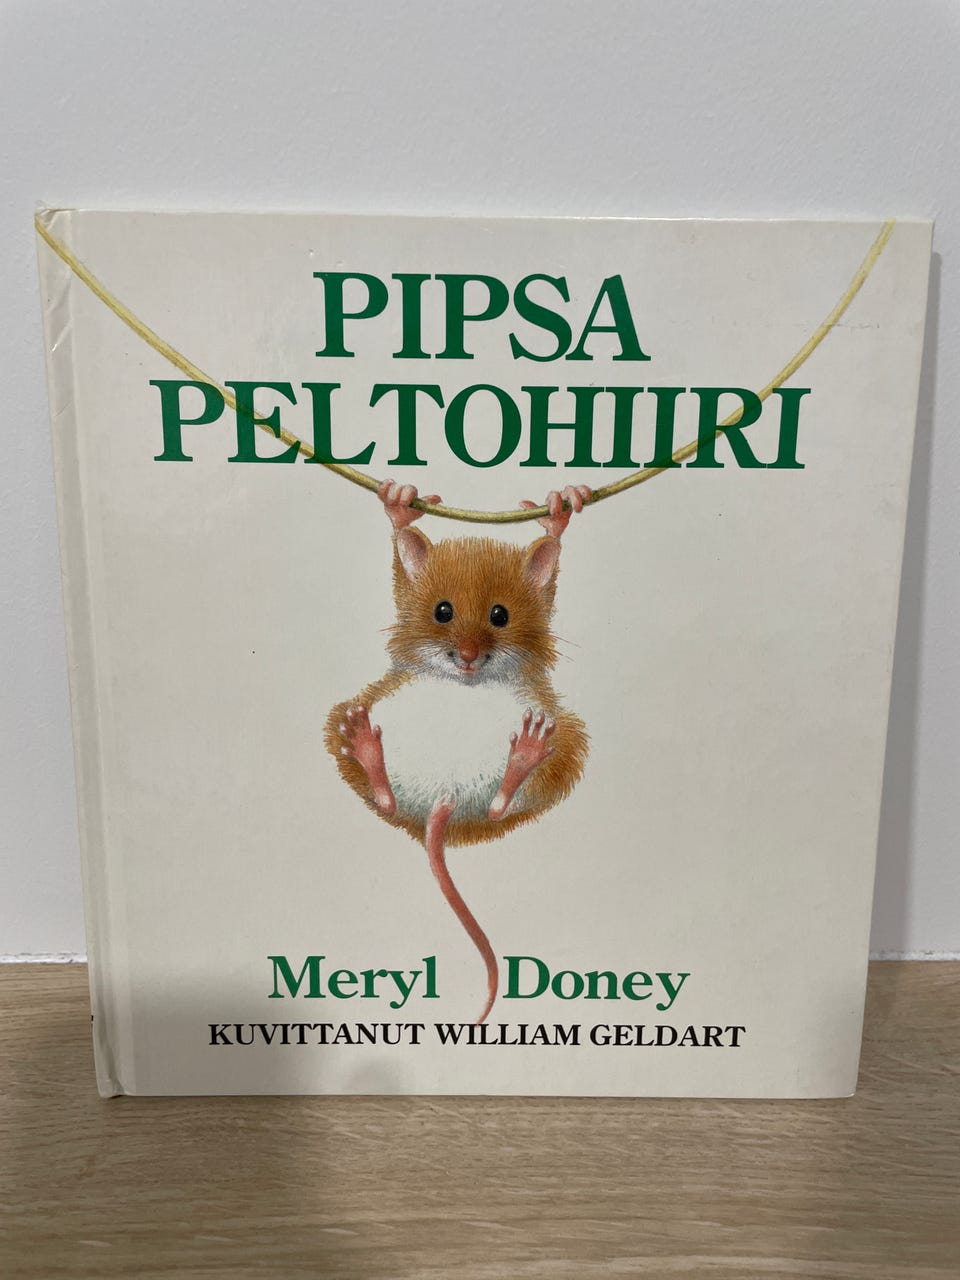 PIPSA
PELTOHIIRI
Meryl Doney
KUVITTANUT WILLIAM GELDART